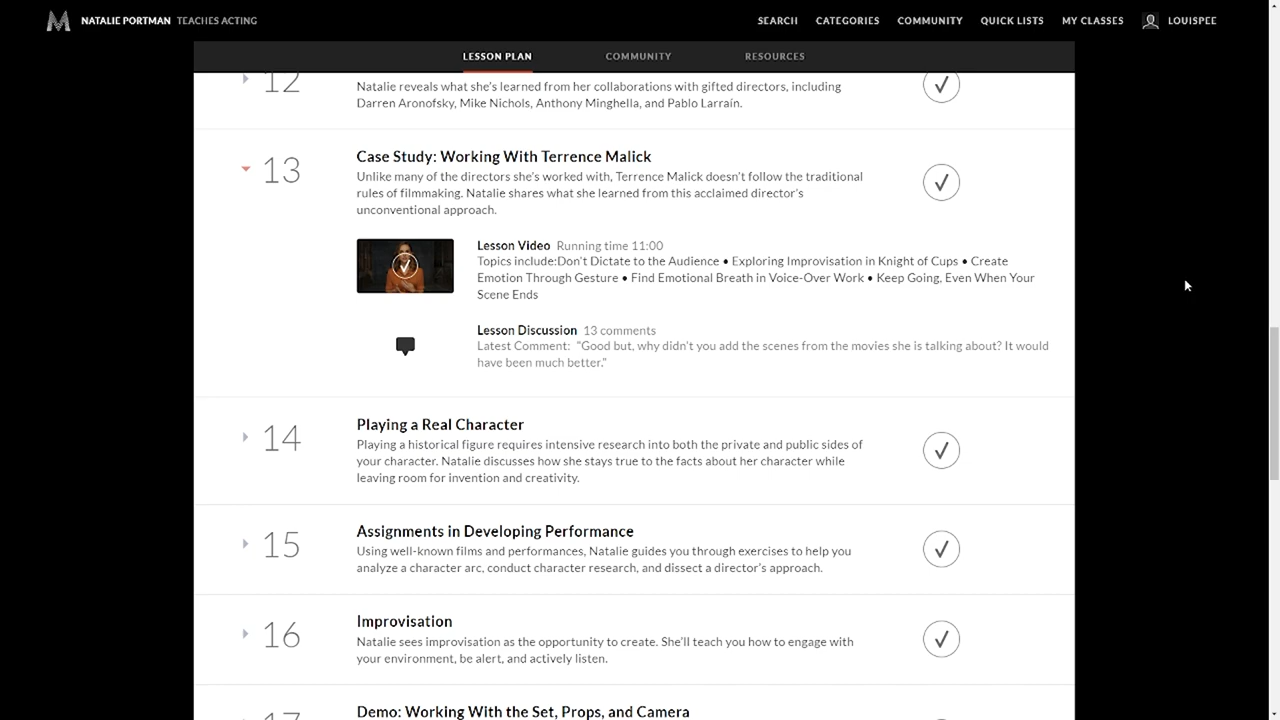 NATALIE PORTMAN TEACHES ACTING
SEARCH CATEGORIES COMMUNITY QUICK LISTS MY CLASSES LOUISPEE
LESSON PLAN COMMUNITY RESOURCES
12
Natalie reveals what she's learned from her collaborations with gifted directors, including
Darren Aronofsky, Mike Nichols, Anthony Minghella, and Pablo Larraín.
13
Case Study: Working With Terrence Malick
Unlike many of the directors she's worked with, Terrence Malick doesn't follow the traditional
rules of filmmaking. Natalie shares what she learned from this acclaimed director's
unconventional approach.
Lesson Video Running time 11:00
Topics include:Don't Dictate to the Audience • Exploring Improvisation in Knight of Cups • Create
Emotion Through Gesture • Find Emotional Breath in Voice-Over Work • Keep Going, Even When Your
Scene Ends
Lesson Discussion 13 comments
Latest Comment: "Good but, why didn't you add the scenes from the movies she is talking about? It would
have been much better."
14
Playing a Real Character
Playing a historical figure requires intensive research into both the private and public sides of
your character. Natalie discusses how she stays true to the facts about her character while
leaving room for invention and creativity.
15
Assignments in Developing Performance
Using well-known films and performances, Natalie guides you through exercises to help you
analyze a character arc, conduct character research, and dissect a director's approach.
16
Improvisation
Natalie sees improvisation as the opportunity to create. She'll teach you how to engage with
your environment, be alert, and actively listen.
17
Demo: Working With the Set, Props, and Camera